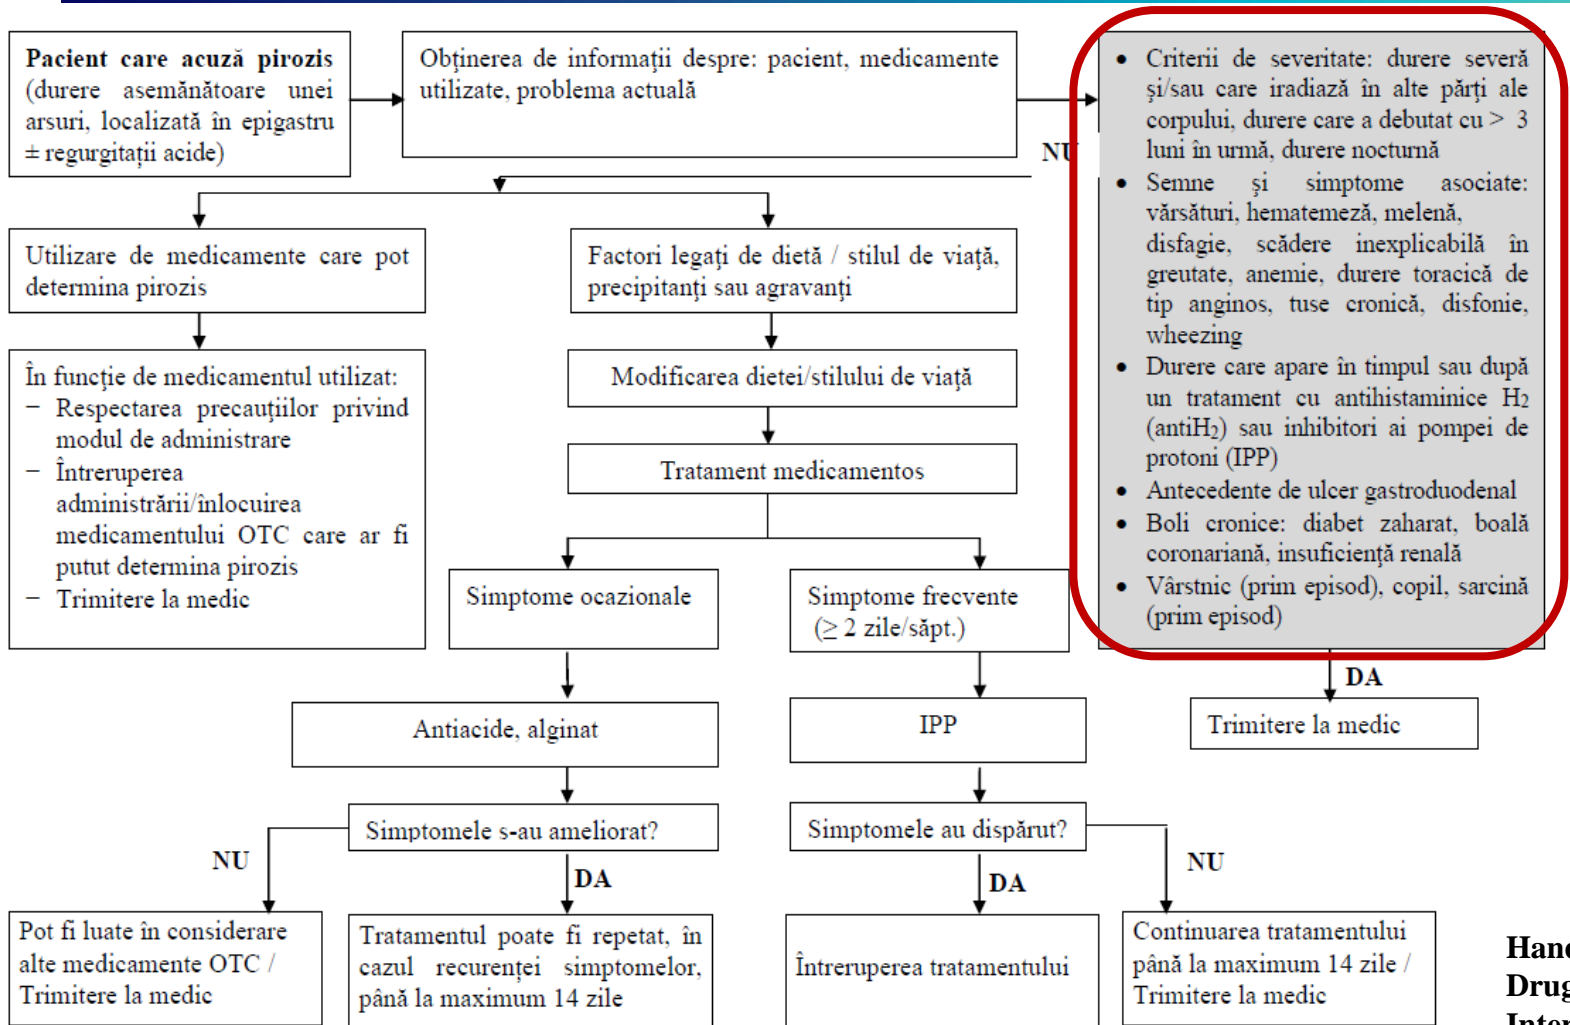 Pacient care acuză pirozis
(durere asemănătoare unei
arsuri, localizată în epigastru
± regurgitații acide)
Obținerea de informații despre: pacient, medicamente
utilizate, problema actuală
• Criterii de severitate: durere severă
și/sau care iradiază în alte părți ale
corpului, durere care a debutat cu > 3
luni în urmă, durere nocturnă
• Semne și simptome asociate:
vărsături, hematemeză, melenă,
disfagie, scădere inexplicabilă în
greutate, anemie, durere toracică de
tip anginos, tuse cronică, disfonie,
wheezing
• Durere care apare în timpul sau după
un tratament cu antihistaminice H2
(antiH2) sau inhibitori ai pompei de
protoni (IPP)
• Antecedente de ulcer gastroduodenal
• Boli cronice: diabet zaharat, boală
coronariană, insuficiență renală
• Vârstnic (prim episod), copil, sarcină
(prim episod)
NU
DA
Trimitere la medic
Utilizare de medicamente care pot
determina pirozis
Factori legați de dietă / stilul de viață,
precipitanți sau agravanți
În funcție de medicamentul utilizat:
− Respectarea precauțiilor privind
modul de administrare
− Întreruperea
administrării/înlocuirea
medicamentului OTC care ar fi
putut determina pirozis
− Trimitere la medic
Modificarea dietei/stilului de viață
Tratament medicamentos
Simptome ocazionale
Simptome frecvente
(≥ 2 zile/săpt.)
Antiacide, alginat
IPP
Simptomele s-au ameliorat?
Simptomele au dispărut?
NU
DA
DA
NU
Pot fi luate în considerare
alte medicamente OTC /
Trimitere la medic
Tratamentul poate fi repetat, în
cazul recurenței simptomelor,
până la maximum 14 zile
Întreruperea tratamentului
Continuarea tratamentului
până la maximum 14 zile /
Trimitere la medic
Drug